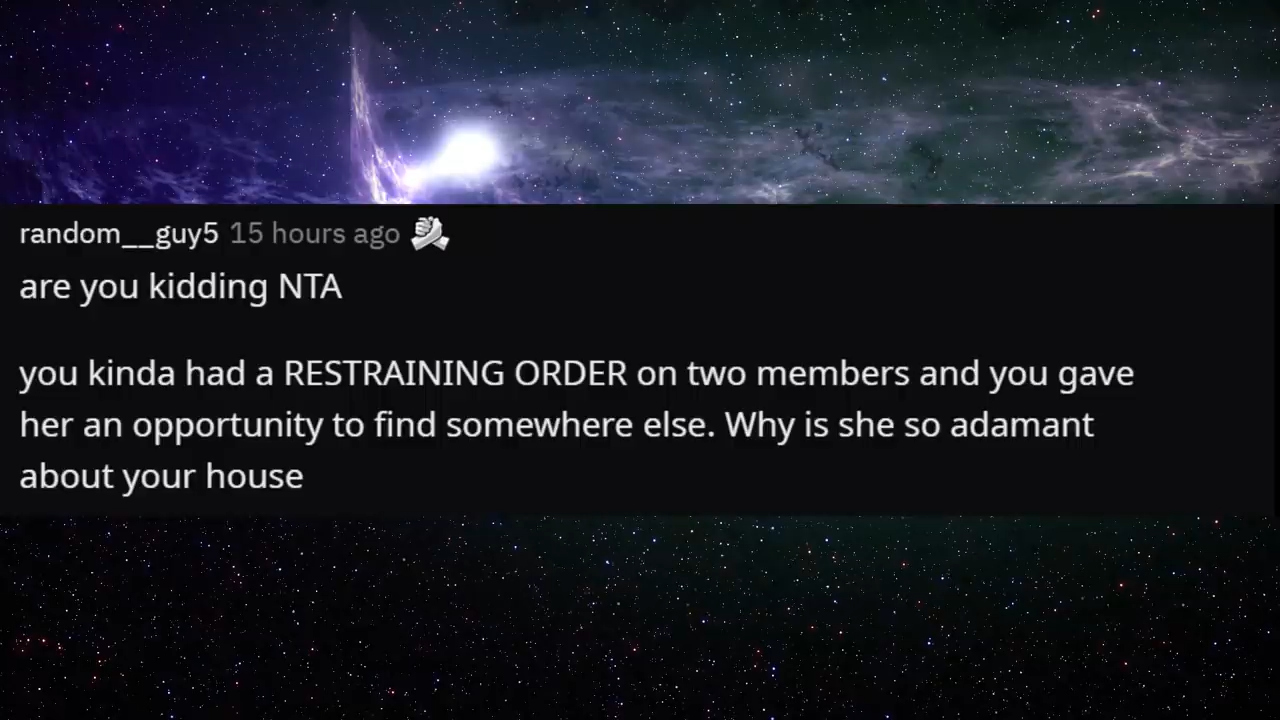 random__guy5 15 hours ago
are you kidding NTA
you kinda had a RESTRAINING ORDER on two members and you gave
her an opportunity to find somewhere else. Why is she so adamant
about your house